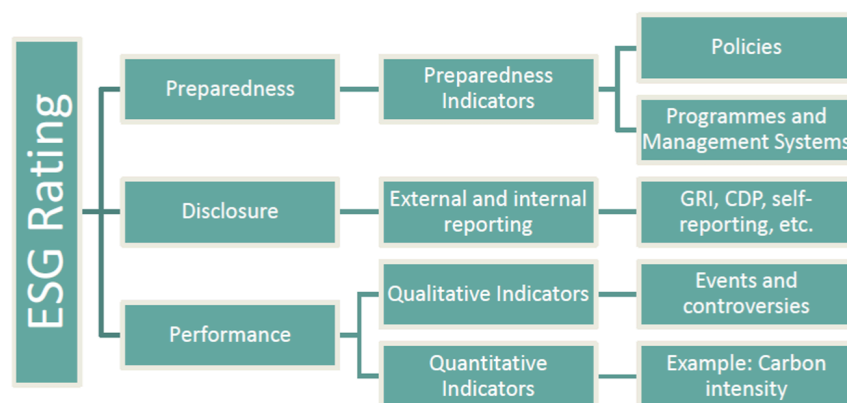 ESG Rating
Preparedness
Preparedness
Indicators
Policies
Programmes and
Management Systems
Disclosure
External and internal
reporting
GRI, CDP, self-
reporting, etc.
Performance
Qualitative Indicators
Events and
controversies
Quantitative
Indicators
Example: Carbon
intensity